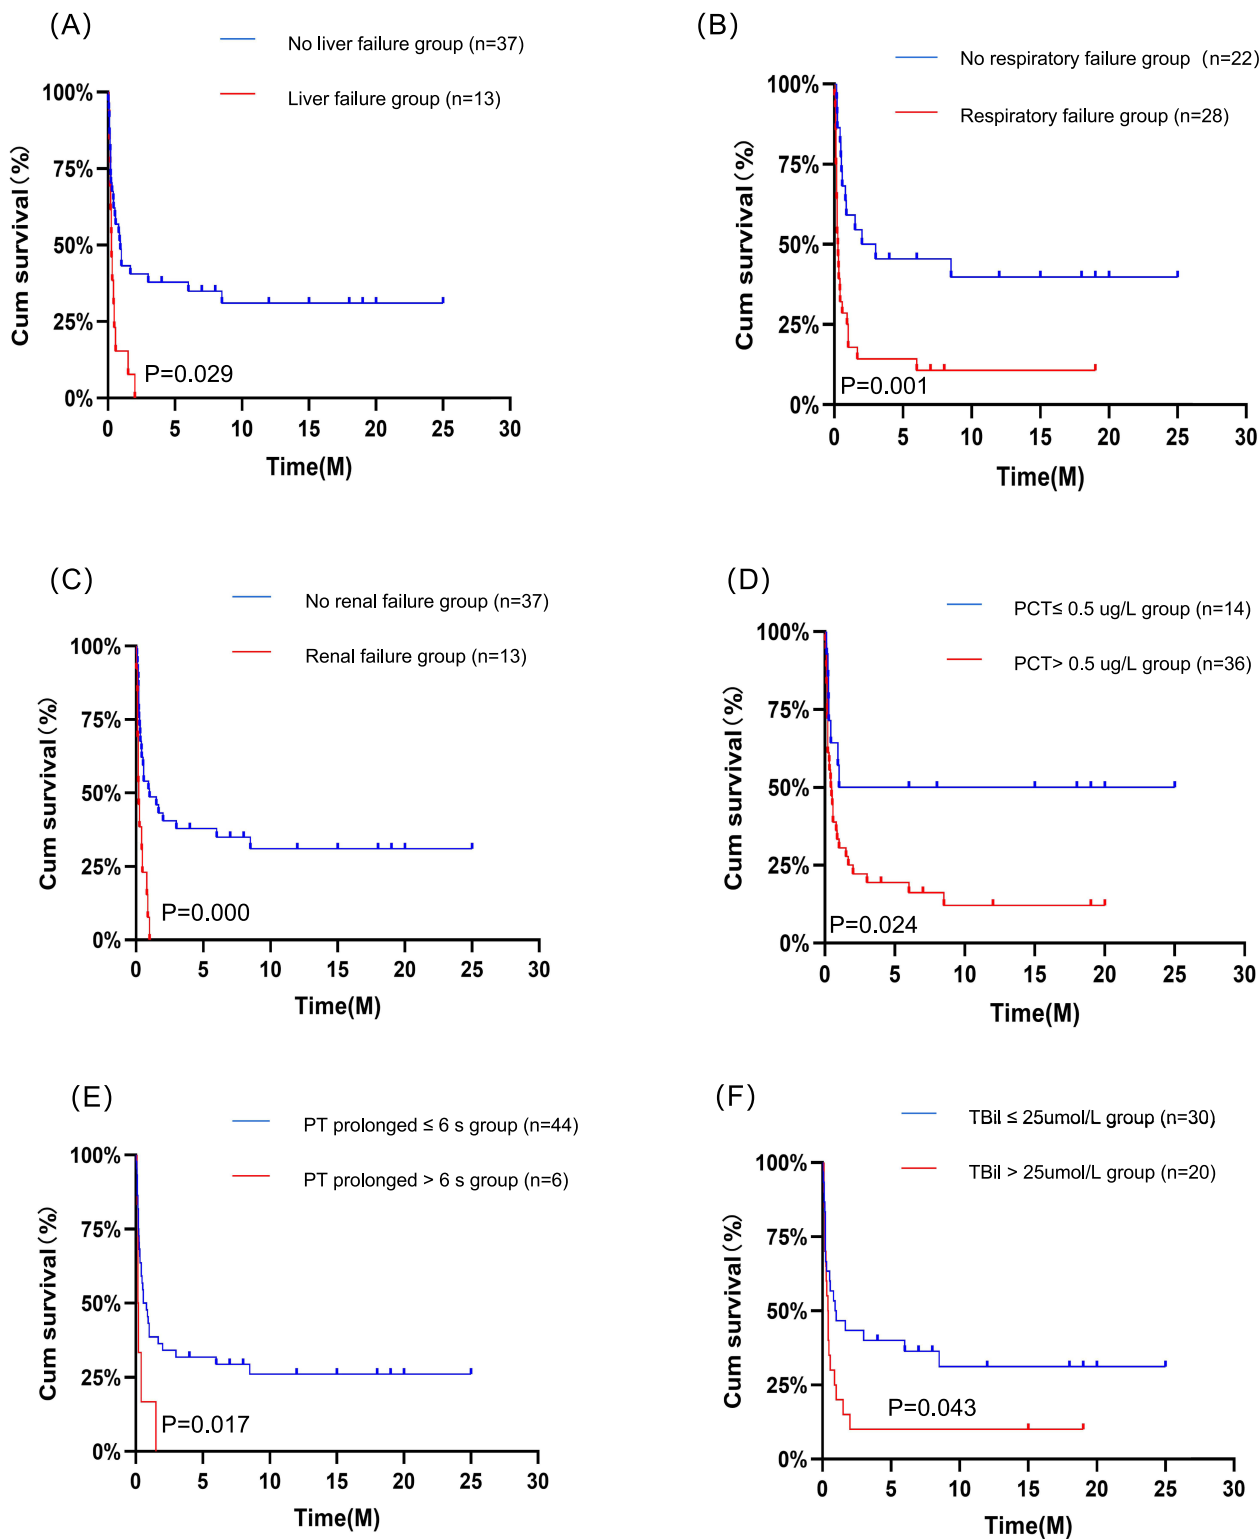 (A)
No liver failure group (n=37)
Liver failure group (n=13)
Cum survival(%)
100%
75%
50%
25%
0%
P=0.029
0 5 10 15 20 25 30
Time(M)
(B)
No respiratory failure group (n=22)
Respiratory failure group (n=28)
Cum survival(%)
100%
75%
50%
25%
0%
P=0.001
0 5 10 15 20 25 30
Time(M)
(C)
No renal failure group (n=37)
Renal failure group (n=13)
Cum survival(%)
100%
75%
50%
25%
0%
P=0.000
0 5 10 15 20 25 30
Time(M)
(D)
PCT≤ 0.5 ug/L group (n=14)
PCT> 0.5 ug/L group (n=36)
Cum survival(%)
100%
75%
50%
25%
0%
P=0.024
0 5 10 15 20 25 30
Time(M)
(E)
PT prolonged ≤ 6 s group (n=44)
PT prolonged > 6 s group (n=6)
Cum survival(%)
100%
75%
50%
25%
0%
P=0.017
0 5 10 15 20 25 30
Time(M)
(F)
TBil ≤ 25umol/L group (n=30)
TBil > 25umol/L group (n=20)
Cum survival(%)
100%
75%
50%
25%
0%
P=0.043
0 5 10 15 20 25 30
Time(M)